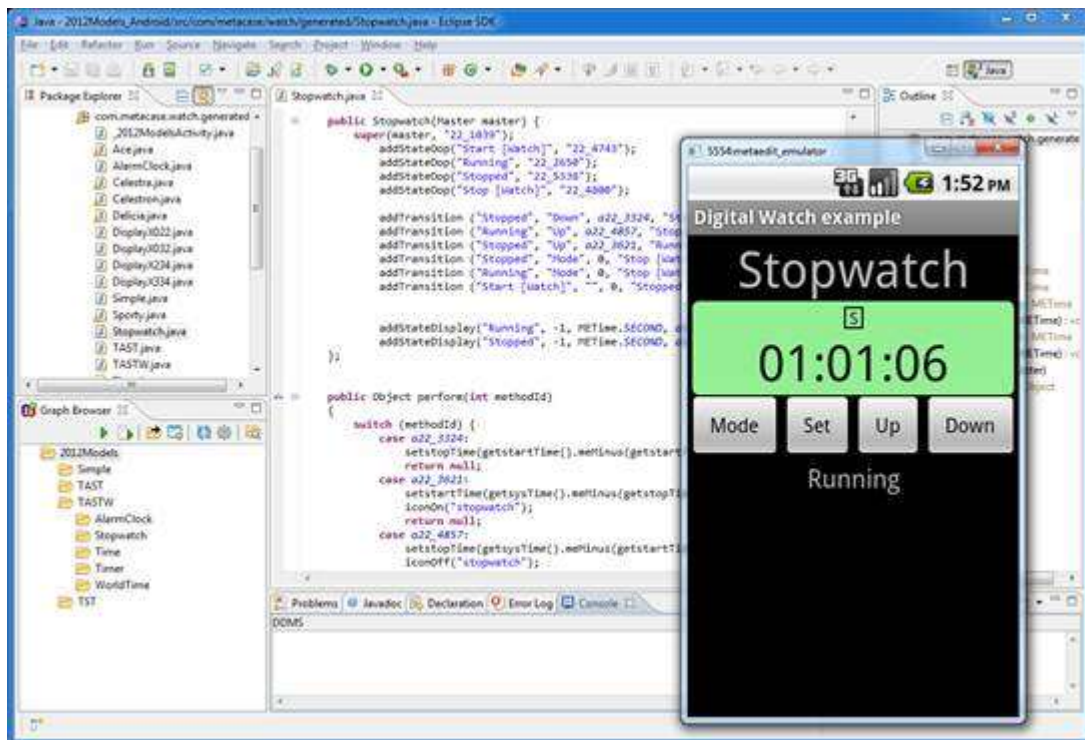 Java - 2012Models_Android/src/com/metacase/watch/generated/Stopwatch.java - Eclipse SDK
File Edit Refactor Run Source Navigate Search Project Window Help
Java
Package Explorer
com.metacase.watch.generated
_2012ModelsActivity.java
Ace.java
AlarmClock.java
Celestra.java
Celestron.java
Delicia.java
DisplayX022.java
DisplayX032.java
DisplayX234.java
DisplayX334.java
Simple.java
Sporty.java
Stopwatch.java
TAST.java
TASTW.java
Graph Browser
2012Models
Simple
TAST
TASTW
AlarmClock
Stopwatch
Time
Timer
WorldTime
TST
Stopwatch.java
public Stopwatch(Master master) {
super(master, "22_1039");
addStateOop("Start [Watch]", "22_4743");
addStateOop("Running", "22_2650");
addStateOop("Stopped", "22_5538");
addStateOop("Stop [Watch]", "22_4800");
addTransition ("Stopped", "Down", a22_3324, "St
addTransition ("Running", "Up", a22_4857, "Stop
addTransition ("Stopped", "Up", a22_3621, "Runn
addTransition ("Stopped", "Mode", 0, "Stop [Wat
addTransition ("Running", "Mode", 0, "Stop [Wat
addTransition ("Start [Watch]", "", 0, "Stopped
addStateDisplay("Running", -1, METime.SECOND,
addStateDisplay("Stopped", -1, METime.SECOND,
};
public Object perform(int methodId)
{
switch (methodId) {
case a22_3324:
setstopTime(getstartTime().meMinus(getstart
return null;
case a22_3621:
setstartTime(getsysTime().meMinus(getstopTi
iconOn("stopwatch");
return null;
case a22_4857:
setstopTime(getsysTime().meMinus(getstartTi
iconOff("stopwatch");
Problems Javadoc Declaration Error Log Console
DDMS
Outline
5554:metaedit_emulator
3G 1:52 PM
Digital Watch example
Stopwatch
S
01:01:06
Mode Set Up Down
Running